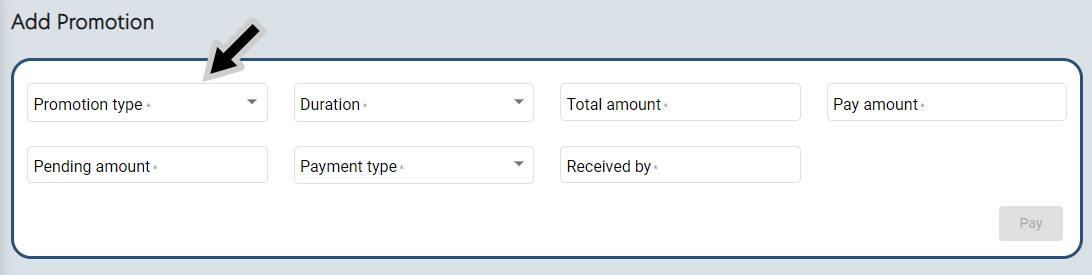 Add Promotion
Promotion type * Duration * Total amount * Pay amount *
Pending amount * Payment type * Received by *
Pay